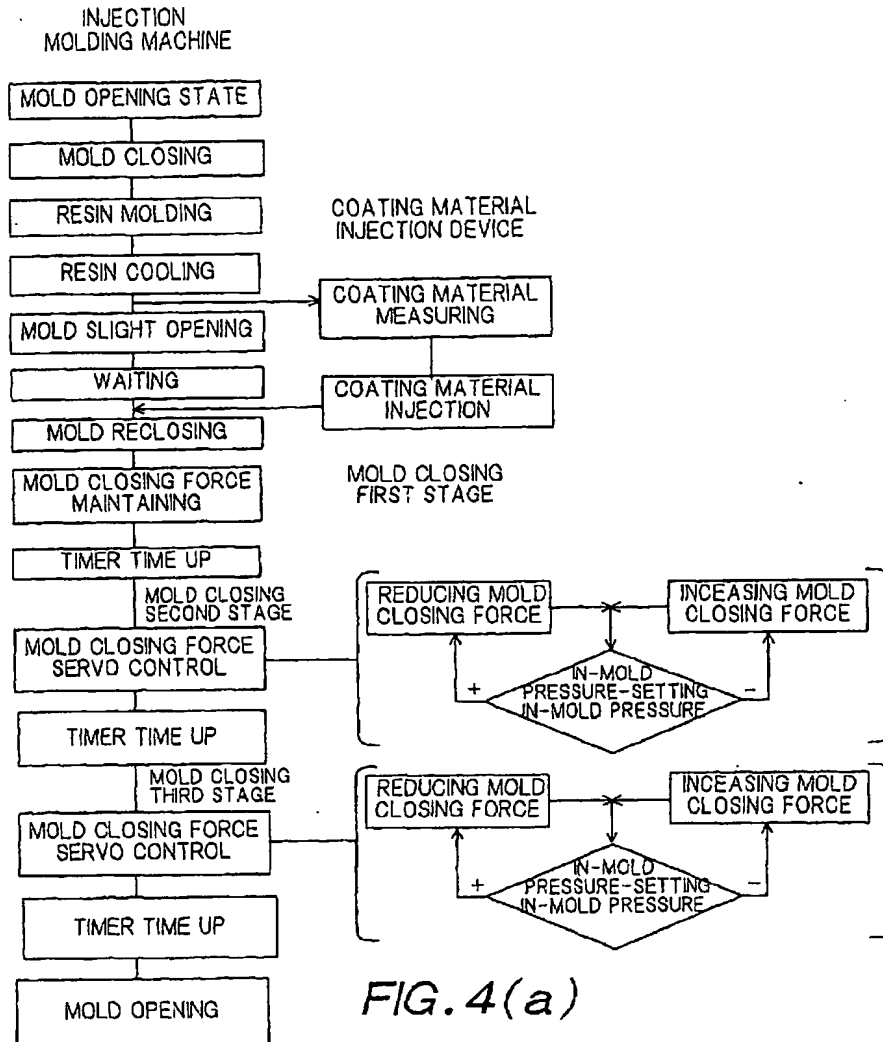 INJECTION
MOLDING MACHINE
MOLD OPENING STATE
MOLD CLOSING
RESIN MOLDING
RESIN COOLING
MOLD SLIGHT OPENING
WAITING
MOLD RECLOSING
MOLD CLOSING FORCE
MAINTAINING
TIMER TIME UP
MOLD CLOSING
SECOND STAGE
MOLD CLOSING FORCE
SERVO CONTROL
TIMER TIME UP
MOLD CLOSING
THIRD STAGE
MOLD CLOSING FORCE
SERVO CONTROL
TIMER TIME UP
MOLD OPENING
COATING MATERIAL
INJECTION DEVICE
COATING MATERIAL
MEASURING
COATING MATERIAL
INJECTION
MOLD CLOSING
FIRST STAGE
REDUCING MOLD
CLOSING FORCE
INCEASING MOLD
CLOSING FORCE
IN-MOLD
PRESSURE-SETTING
IN-MOLD PRESSURE
+
−
REDUCING MOLD
CLOSING FORCE
INCEASING MOLD
CLOSING FORCE
IN-MOLD
PRESSURE-SETTING
IN-MOLD PRESSURE
+
−
FIG. 4(a)